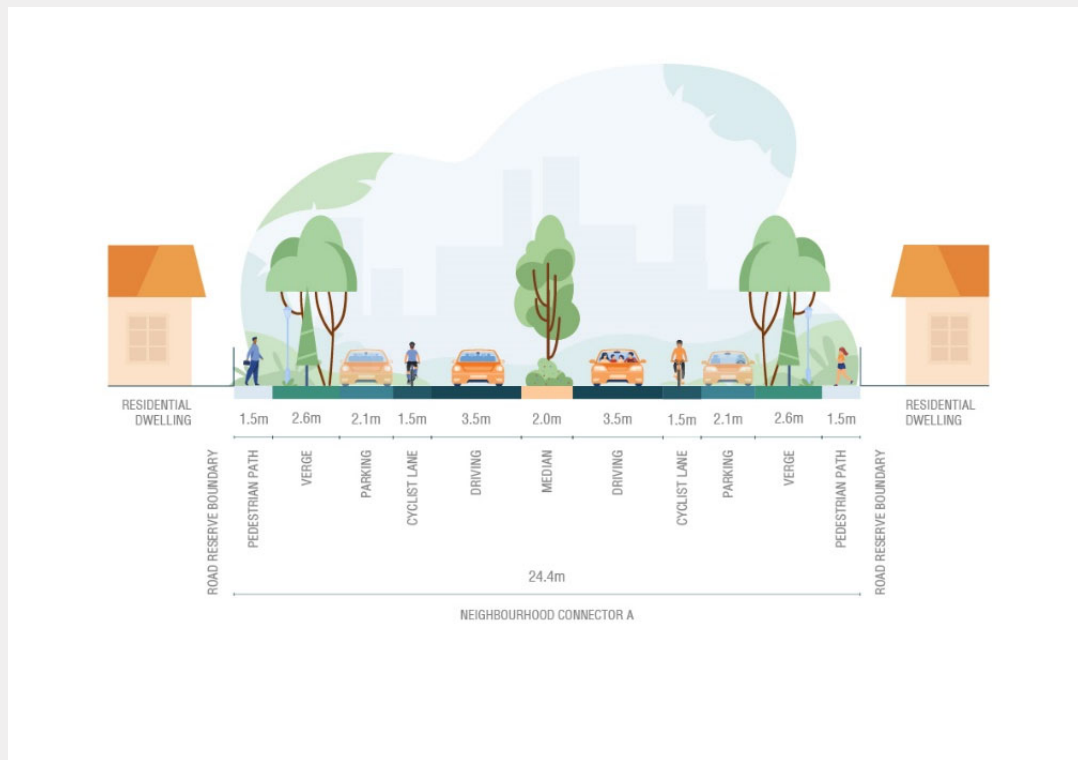 RESIDENTIAL
DWELLING
1.5m
2.6m
2.1m
1.5m
3.5m
2.0m
3.5m
1.5m
2.1m
2.6m
1.5m
RESIDENTIAL
DWELLING
ROAD RESERVE BOUNDARY
PEDESTRIAN PATH
VERGE
PARKING
CYCLIST LANE
DRIVING
MEDIAN
DRIVING
CYCLIST LANE
PARKING
VERGE
PEDESTRIAN PATH
ROAD RESERVE BOUNDARY
24.4m
NEIGHBOURHOOD CONNECTOR A